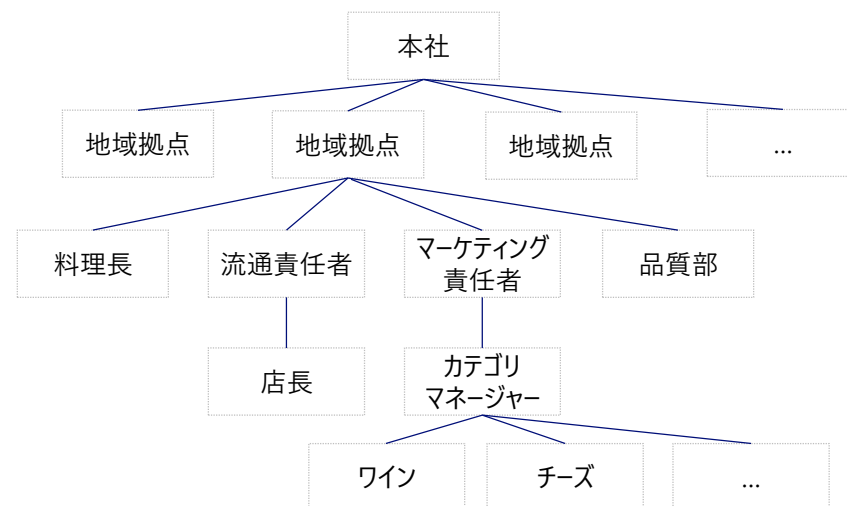 本社
地域拠点
地域拠点
地域拠点
...
料理長
流通責任者
マーケティング
責任者
品質部
店長
カテゴリ
マネージャー
ワイン
チーズ
...